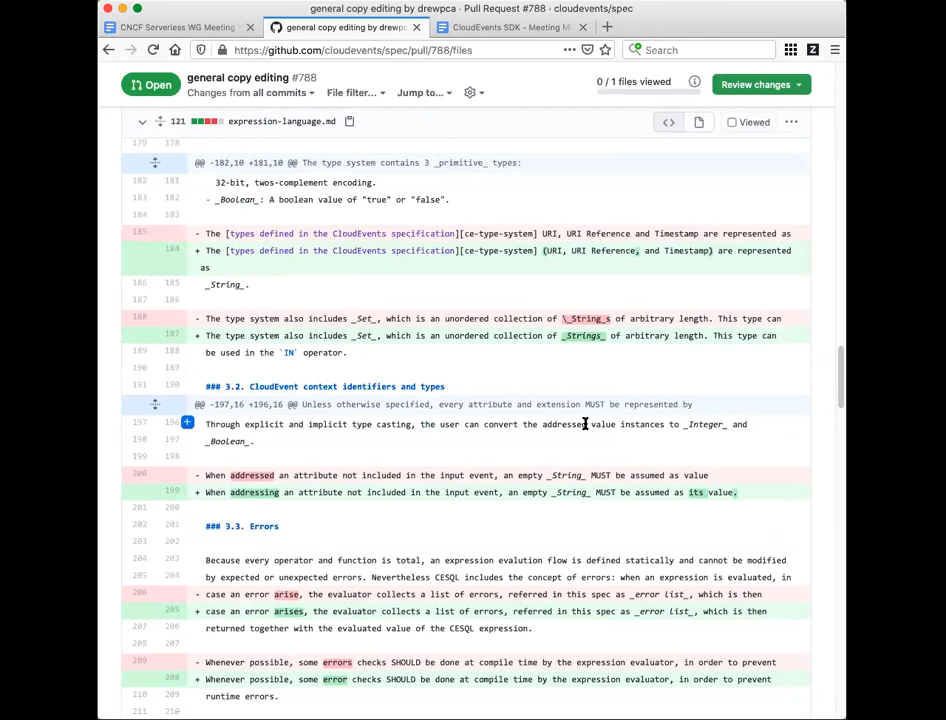 general copy editing by drewpca · Pull Request #788 · cloudevents/spec
CNCF Serverless WG Meeting
general copy editing by drewpc
CloudEvents SDK - Meeting Mi
https://github.com/cloudevents/spec/pull/788/files
Search
Open
general copy editing #788
Changes from all commits
File filter...
Jump to...
0 / 1 files viewed
Review changes
121
expression-language.md
Viewed
179 178
@@ -182,10 +181,10 @@ The type system contains 3 _primitive_ types:
182 181 32-bit, twos-complement encoding.
183 182 - _Boolean_: A boolean value of "true" or "false".
184 183
185 - The [types defined in the CloudEvents specification][ce-type-system] URI, URI Reference and Timestamp are represented as
184 + The [types defined in the CloudEvents specification][ce-type-system] (URI, URI Reference, and Timestamp) are represented
as
186 185 _String_.
187 186
188 - The type system also includes _Set_, which is an unordered collection of \_String_s of arbitrary length. This type can
187 + The type system also includes _Set_, which is an unordered collection of _Strings_ of arbitrary length. This type can
189 188 be used in the `IN` operator.
190 189
191 190 ### 3.2. CloudEvent context identifiers and types
@@ -197,16 +196,16 @@ Unless otherwise specified, every attribute and extension MUST be represented by
197 196 Through explicit and implicit type casting, the user can convert the addressed value instances to _Integer_ and
198 197 _Boolean_.
199 198
200 - When addressed an attribute not included in the input event, an empty _String_ MUST be assumed as value
199 + When addressing an attribute not included in the input event, an empty _String_ MUST be assumed as its value.
201 200
202 201 ### 3.3. Errors
203 202
204 203 Because every operator and function is total, an expression evalution flow is defined statically and cannot be modified
205 204 by expected or unexpected errors. Nevertheless CESQL includes the concept of errors: when an expression is evaluated, in
206 - case an error arise, the evaluator collects a list of errors, referred in this spec as _error list_, which is then
205 + case an error arises, the evaluator collects a list of errors, referred in this spec as _error list_, which is then
207 206 returned together with the evaluated value of the CESQL expression.
208 207
209 - Whenever possible, some errors checks SHOULD be done at compile time by the expression evaluator, in order to prevent
208 + Whenever possible, some error checks SHOULD be done at compile time by the expression evaluator, in order to prevent
210 209 runtime errors.
211 210